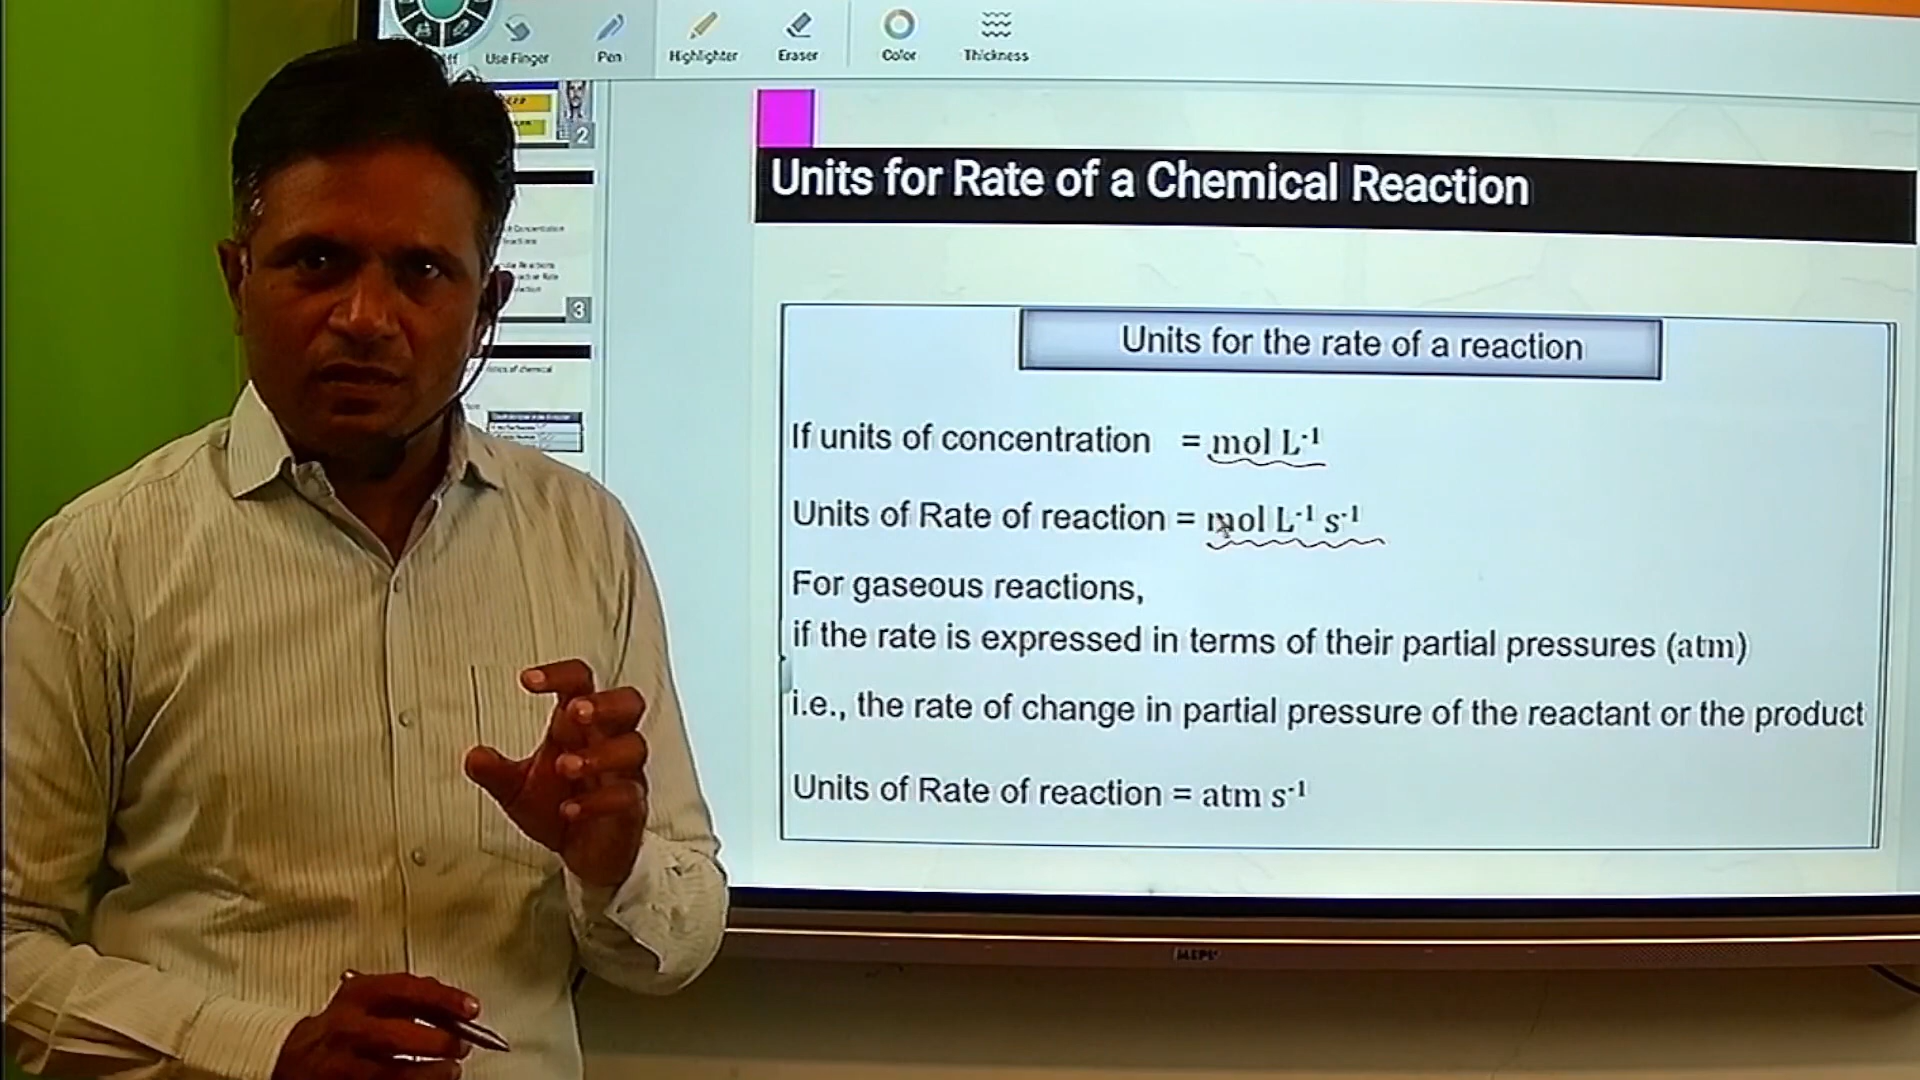 Use Finger
Pen
Highlighter
Eraser
Color
Thickness
2
3
Units for Rate of a Chemical Reaction
Units for the rate of a reaction
If units of concentration = mol L⁻¹
Units of Rate of reaction = mol L⁻¹ s⁻¹
For gaseous reactions,
if the rate is expressed in terms of their partial pressures (atm)
i.e., the rate of change in partial pressure of the reactant or the product
Units of Rate of reaction = atm s⁻¹